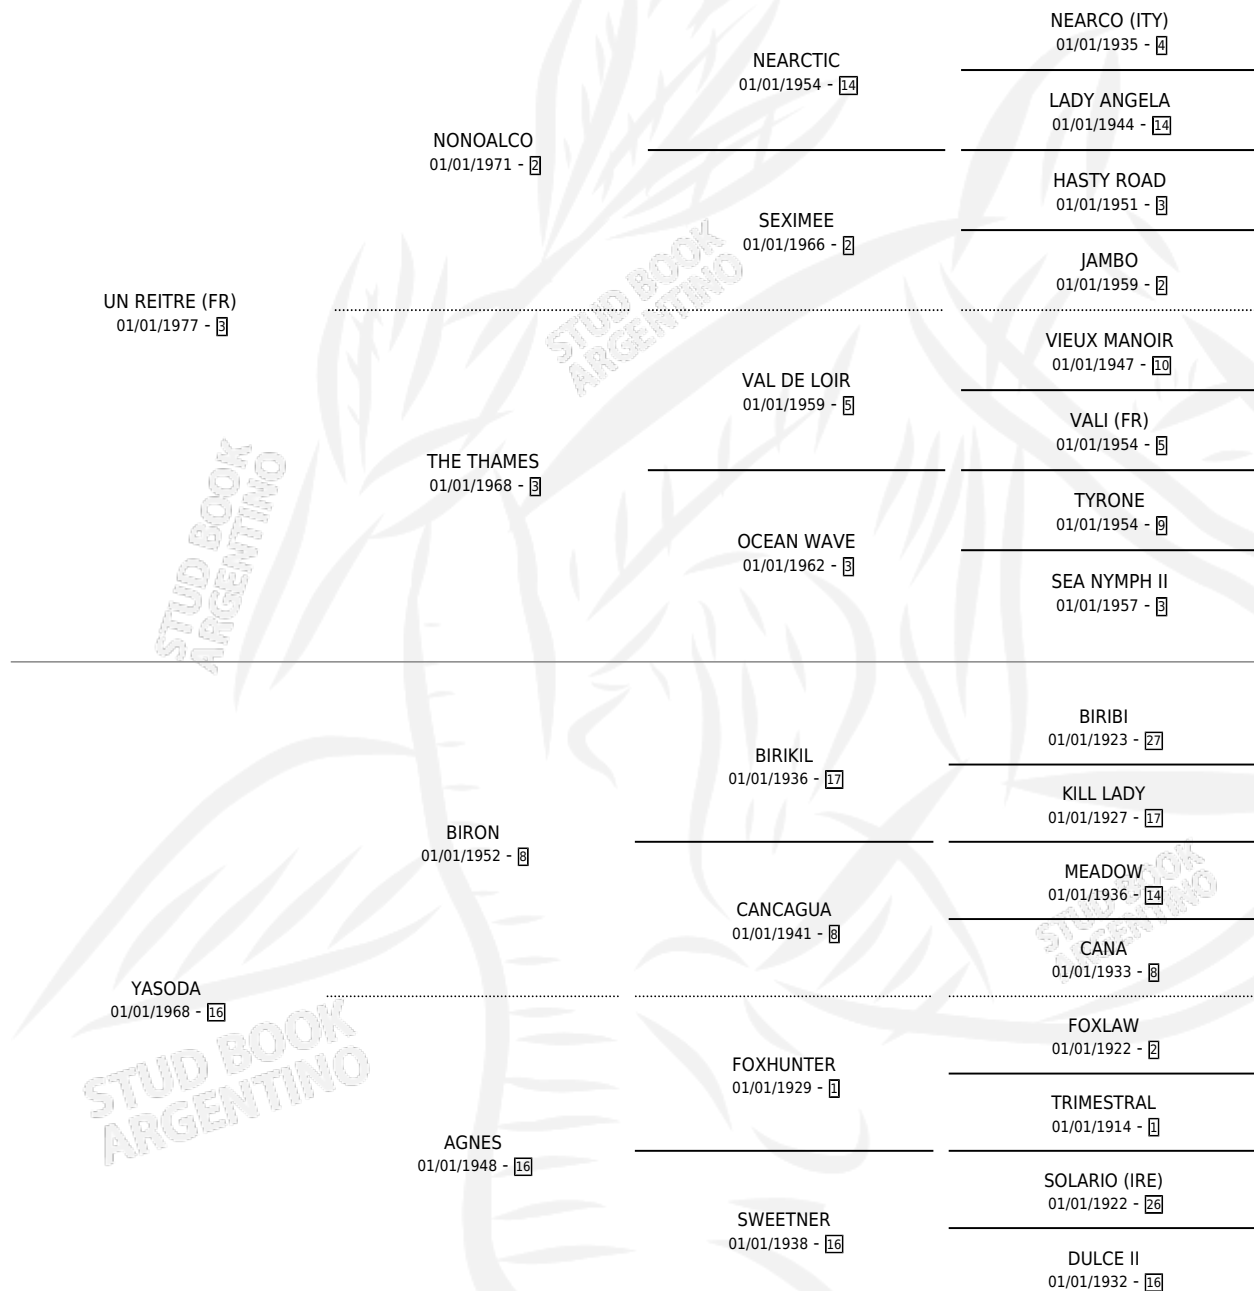 NEARCO (ITY)
01/01/1935 - 4
NEARCTIC
01/01/1954 - 14
LADY ANGELA
01/01/1944 - 14
NONOALCO
01/01/1971 - 2
HASTY ROAD
01/01/1951 - 3
SEXIMEE
01/01/1966 - 2
JAMBO
01/01/1959 - 2
UN REITRE (FR)
01/01/1977 - 3
STUD BOOK
ARGENTINO
VIEUX MANOIR
01/01/1947 - 10
VAL DE LOIR
01/01/1959 - 5
VALI (FR)
01/01/1954 - 5
THE THAMES
01/01/1968 - 3
TYRONE
01/01/1954 - 9
OCEAN WAVE
01/01/1962 - 3
SEA NYMPH II
01/01/1957 - 3
STUD BOOK
ARGENTINO
BIRIBI
01/01/1923 - 27
BIRIKIL
01/01/1936 - 17
KILL LADY
01/01/1927 - 17
BIRON
01/01/1952 - 8
MEADOW
01/01/1936 - 14
CANCAGUA
01/01/1941 - 8
CANA
01/01/1933 - 8
STUD BOOK
ARGENTINO
YASODA
01/01/1968 - 16
FOXLAW
01/01/1922 - 2
FOXHUNTER
01/01/1929 - 1
TRIMESTRAL
01/01/1914 - 1
STUD BOOK
ARGENTINO
AGNES
01/01/1948 - 16
SOLARIO (IRE)
01/01/1922 - 26
SWEETNER
01/01/1938 - 16
DULCE II
01/01/1932 - 16